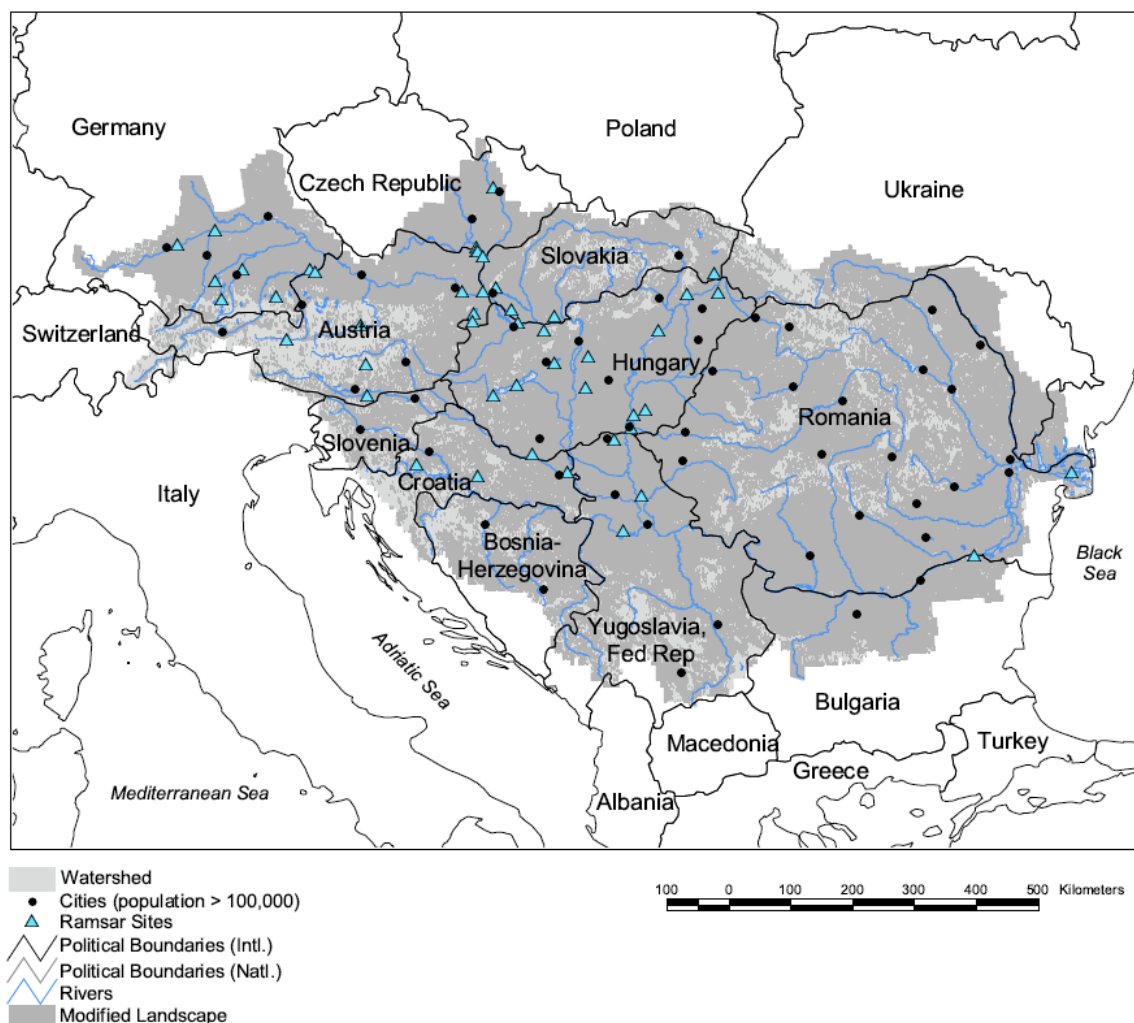 Germany
Poland
Czech Republic
Ukraine
Slovakia
Switzerland
Austria
Hungary
Romania
Slovenia
Italy
Croatia
Bosnia-
Herzegovina
Black
Sea
Yugoslavia,
Fed Rep
Adriatic Sea
Bulgaria
Macedonia
Turkey
Greece
Mediterranean Sea
Albania
Watershed
Cities (population > 100,000)
Ramsar Sites
Political Boundaries (Intl.)
Political Boundaries (Natl.)
Rivers
Modified Landscape
100 0 100 200 300 400 500 Kilometers